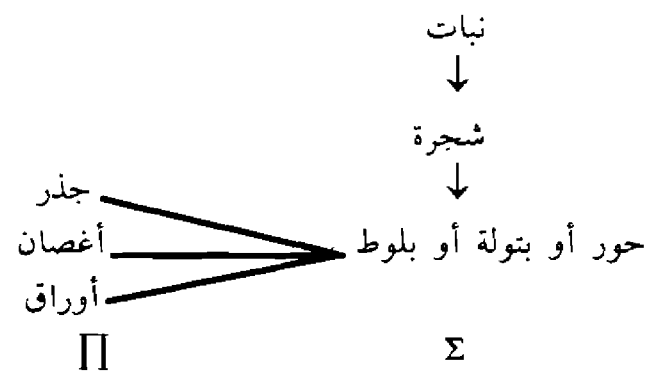 نبات
شجرة
جذر
أغصان
حور أو بتولة أو بلوط
أوراق
Σ
∏